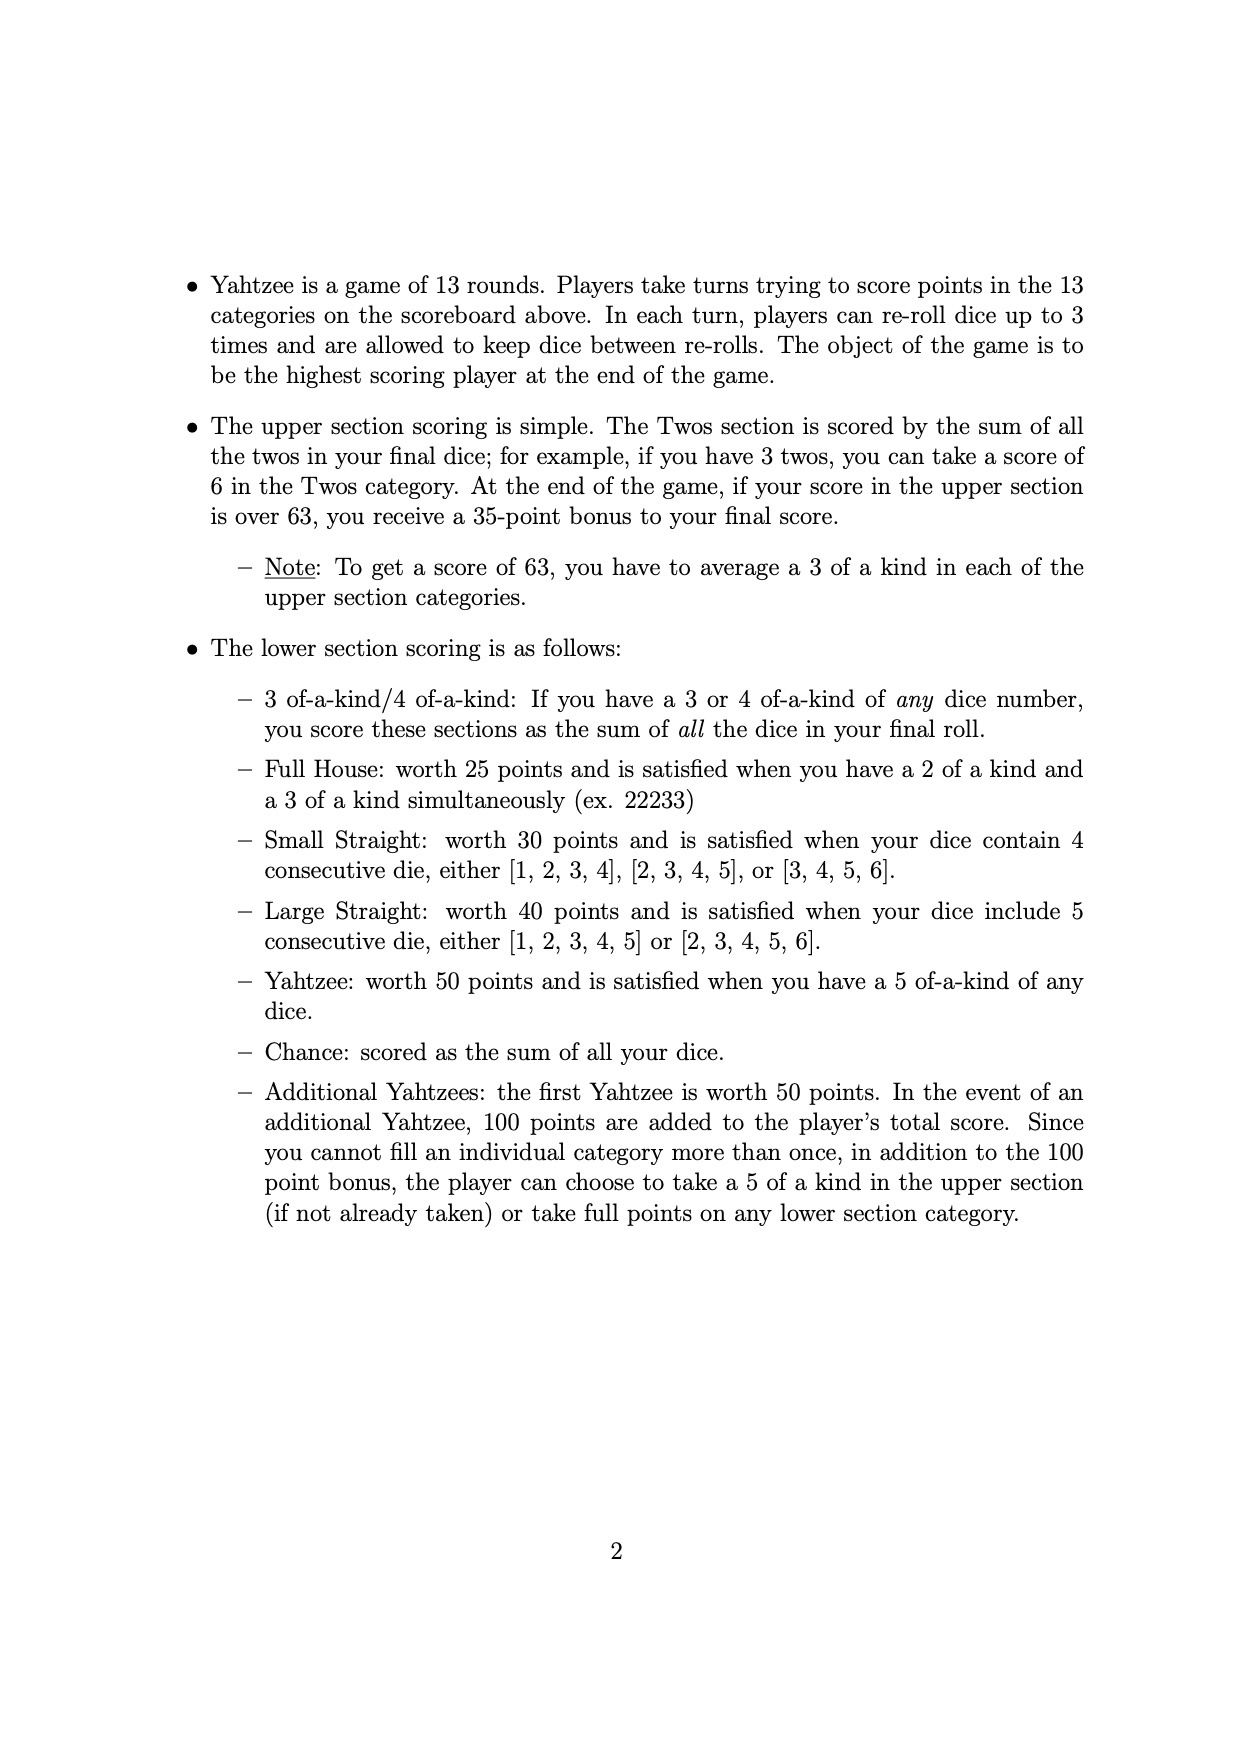 • Yahtzee is a game of 13 rounds. Players take turns trying to score points in the 13
categories on the scoreboard above. In each turn, players can re-roll dice up to 3
times and are allowed to keep dice between re-rolls. The object of the game is to
be the highest scoring player at the end of the game.
• The upper section scoring is simple. The Twos section is scored by the sum of all
the twos in your final dice; for example, if you have 3 twos, you can take a score of
6 in the Twos category. At the end of the game, if your score in the upper section
is over 63, you receive a 35-point bonus to your final score.
– Note: To get a score of 63, you have to average a 3 of a kind in each of the
upper section categories.
• The lower section scoring is as follows:
– 3 of-a-kind/4 of-a-kind: If you have a 3 or 4 of-a-kind of any dice number,
you score these sections as the sum of all the dice in your final roll.
– Full House: worth 25 points and is satisfied when you have a 2 of a kind and
a 3 of a kind simultaneously (ex. 22233)
– Small Straight: worth 30 points and is satisfied when your dice contain 4
consecutive die, either [1, 2, 3, 4], [2, 3, 4, 5], or [3, 4, 5, 6].
– Large Straight: worth 40 points and is satisfied when your dice include 5
consecutive die, either [1, 2, 3, 4, 5] or [2, 3, 4, 5, 6].
– Yahtzee: worth 50 points and is satisfied when you have a 5 of-a-kind of any
dice.
– Chance: scored as the sum of all your dice.
– Additional Yahtzees: the first Yahtzee is worth 50 points. In the event of an
additional Yahtzee, 100 points are added to the player's total score. Since
you cannot fill an individual category more than once, in addition to the 100
point bonus, the player can choose to take a 5 of a kind in the upper section
(if not already taken) or take full points on any lower section category.
2